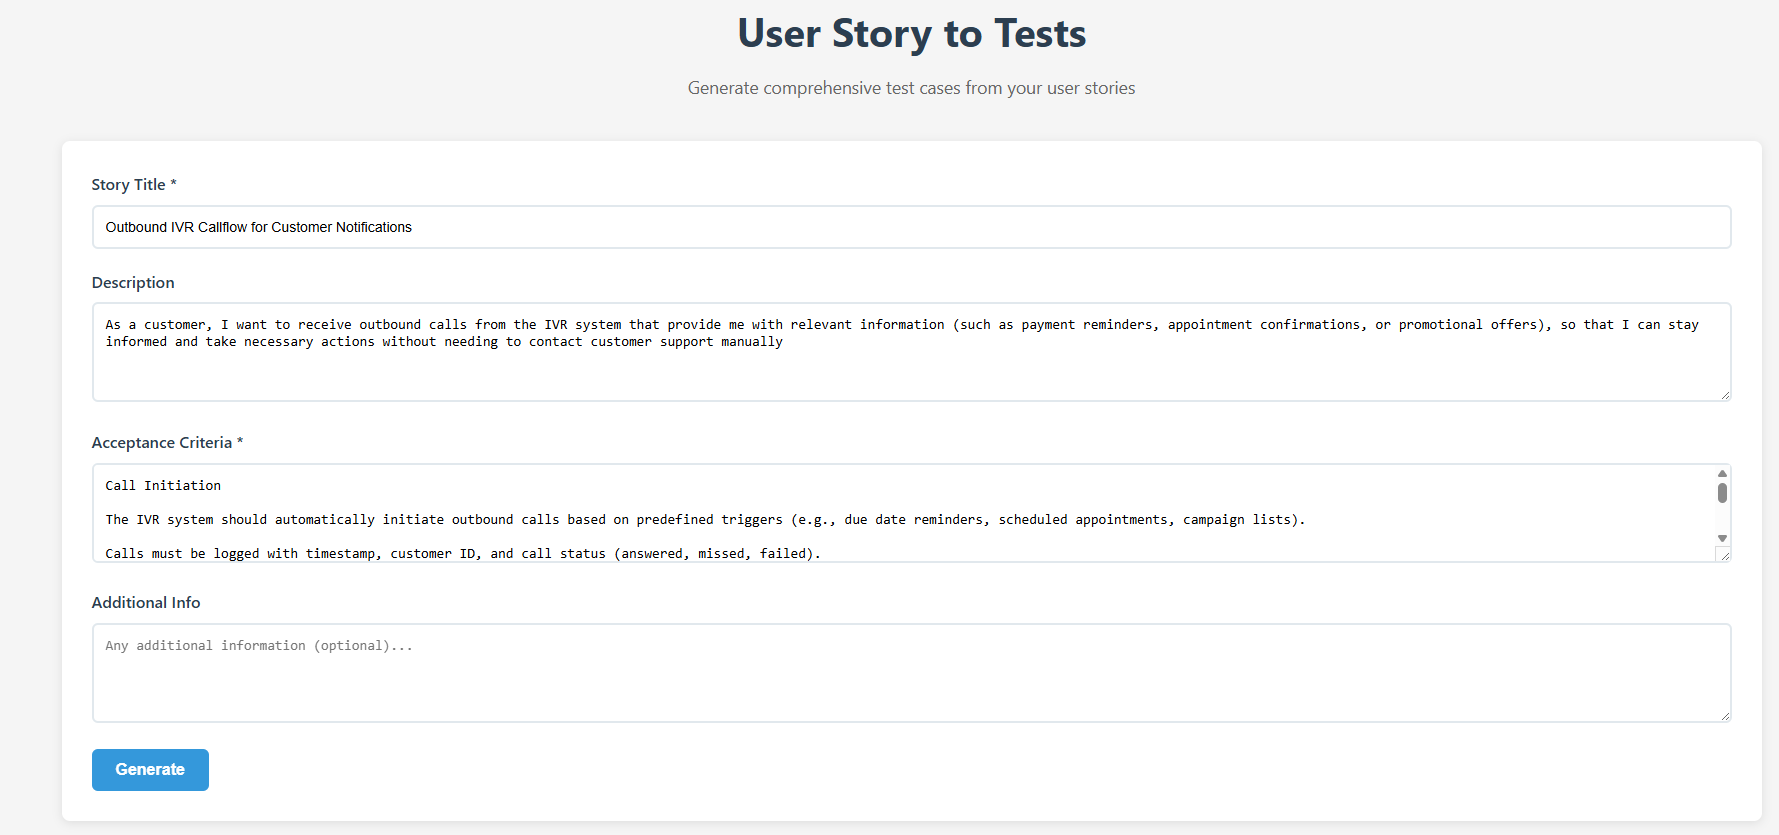 User Story to Tests
Generate comprehensive test cases from your user stories
Story Title *
Outbound IVR Callflow for Customer Notifications
Description
As a customer, I want to receive outbound calls from the IVR system that provide me with relevant information (such as payment reminders, appointment confirmations, or promotional offers), so that I can stay
informed and take necessary actions without needing to contact customer support manually
Acceptance Criteria *
Call Initiation
The IVR system should automatically initiate outbound calls based on predefined triggers (e.g., due date reminders, scheduled appointments, campaign lists).
Calls must be logged with timestamp, customer ID, and call status (answered, missed, failed).
Additional Info
Any additional information (optional)...
Generate